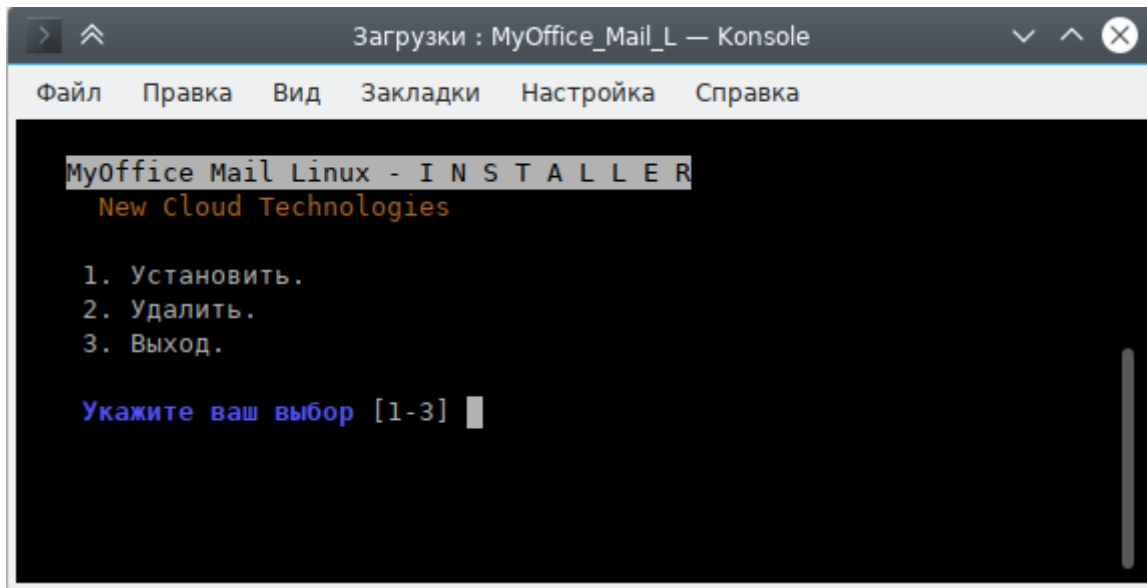 Загрузки : MyOffice_Mail_L — Konsole
Файл Правка Вид Закладки Настройка Справка
MyOffice Mail Linux - I N S T A L L E R
New Cloud Technologies
1. Установить.
2. Удалить.
3. Выход.
Укажите ваш выбор [1-3]